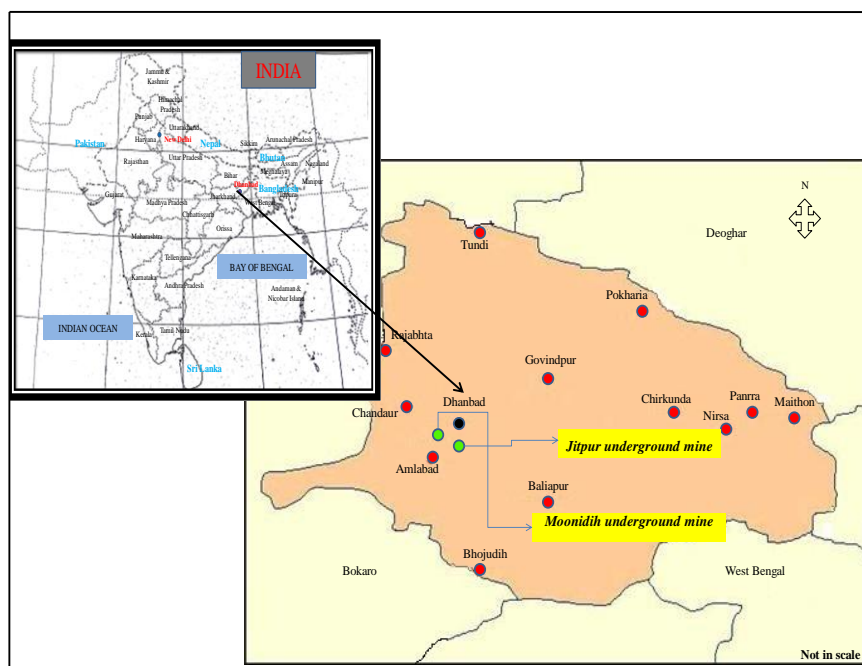 INDIA
Jammu &
Kashmir
Himachal
Pradesh
Punjab
Uttarakhand
Haryana
New Delhi
Pakistan
Nepal
Sikkim
Arunachal Pradesh
Rajasthan
Uttar Pradesh
Bhutan
Assam
Nagaland
Meghalaya
Bihar
Dhanbad
Manipur
Bangladesh
Tripura
Gujarat
Madhya Pradesh
Jharkhand
West Bengal
Chhattisgarh
Orissa
Maharashtra
Telengana
BAY OF BENGAL
Karnataka
Andhra Pradesh
Andaman &
Nicobar Island
INDIAN OCEAN
Kerala
Tamil Nadu
Sri Lanka
N
Deoghar
Tundi
Pokharia
Rajabhta
Govindpur
Dhanbad
Chandaur
Chirkunda
Panrra
Maithon
Nirsa
Jitpur underground mine
Amlabad
Baliapur
Moonidih underground mine
Bhojudih
Bokaro
West Bengal
Not in scale